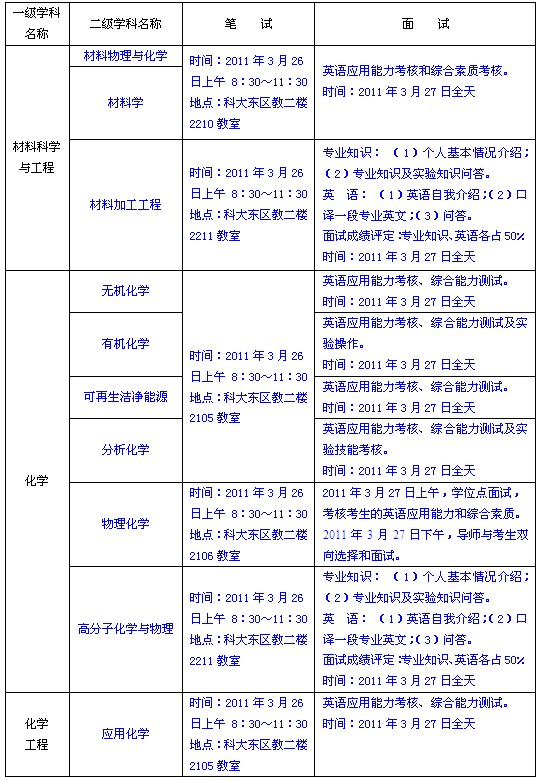 一级学科
名称
二级学科名称
笔 试
面 试
材料科学
与工程
材料物理与化学
材料学
时间：2011 年 3 月 26
日上午 8：30～11：30
地点：科大东区教二楼
2210 教室
英语应用能力考核和综合素质考核。
时间：2011 年 3 月 27 日全天
材料加工工程
时间：2011 年 3 月 26
日上午 8：30～11：30
地点：科大东区教二楼
2211 教室
专业知识：（1）个人基本情况介绍；
（2）专业知识及实验知识问答。
英 语：（1）英语自我介绍；（2）口
译一段专业英文；（3）问答。
面试成绩评定：专业知识、英语各占 50%
时间：2011 年 3 月 27 日全天
化学
无机化学
时间：2011 年 3 月 26
日上午 8：30～11：30
地点：科大东区教二楼
2105 教室
英语应用能力考核、综合能力测试。
时间：2011 年 3 月 27 日全天
有机化学
英语应用能力考核、综合能力测试及实
验操作。
时间：2011 年 3 月 27 日全天
可再生洁净能源
英语应用能力考核、综合能力测试。
时间：2011 年 3 月 27 日全天
分析化学
英语应用能力考核、综合能力测试及实
验技能考核。
时间：2011 年 3 月 27 日全天
物理化学
时间：2011 年 3 月 26
日上午 8：30～11：30
地点：科大东区教二楼
2106 教室
2011 年 3 月 27 日上午，学位点面试，
考核考生的英语应用能力和综合素质。
2011 年 3 月 27 日下午，导师与考生双
向选择和面试。
高分子化学与物理
时间：2011 年 3 月 26
日上午 8：30～11：30
地点：科大东区教二楼
2211 教室
专业知识：（1）个人基本情况介绍；
（2）专业知识及实验知识问答。
英 语：（1）英语自我介绍；（2）口
译一段专业英文；（3）问答。
面试成绩评定：专业知识、英语各占 50%
时间：2011 年 3 月 27 日全天
化学
工程
应用化学
时间：2011 年 3 月 26
日上午 8：30～11：30
地点：科大东区教二楼
2105 教室
英语应用能力考核、综合能力测试。
时间：2011 年 3 月 27 日全天